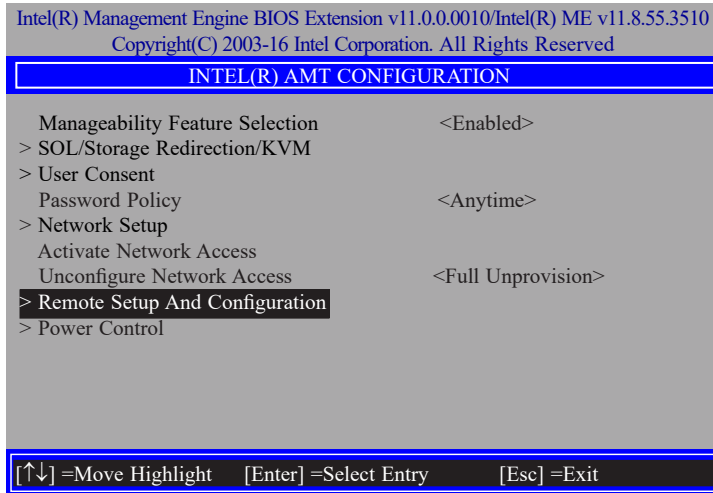 Intel(R) Management Engine BIOS Extension v11.0.0.0010/Intel(R) ME v11.8.55.3510
Copyright(C) 2003-16 Intel Corporation. All Rights Reserved
INTEL(R) AMT CONFIGURATION
Manageability Feature Selection <Enabled>
> SOL/Storage Redirection/KVM
> User Consent
Password Policy <Anytime>
> Network Setup
Activate Network Access
Unconfigure Network Access <Full Unprovision>
> Remote Setup And Configuration
> Power Control
[↑↓] =Move Highlight [Enter] =Select Entry [Esc] =Exit